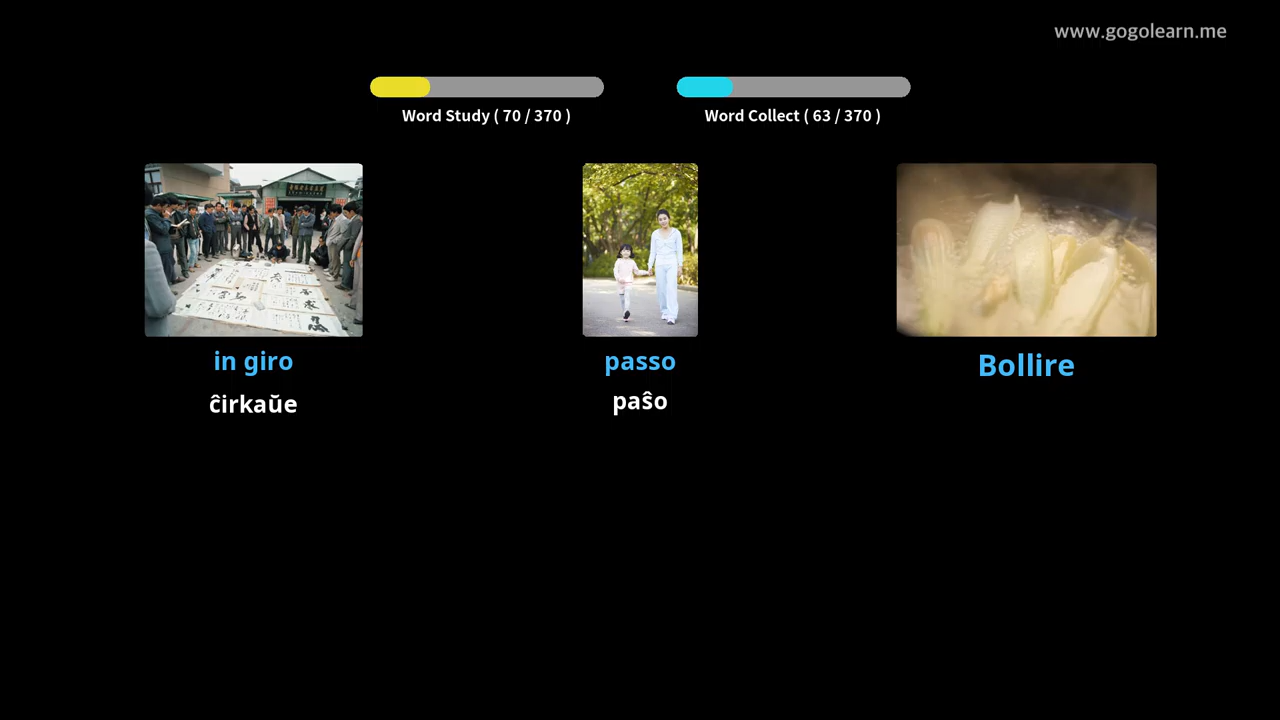 www.gogolearn.me
Word Study ( 70 / 370 )
Word Collect ( 63 / 370 )
in giro
ĉirkaŭe
passo
paŝo
Bollire